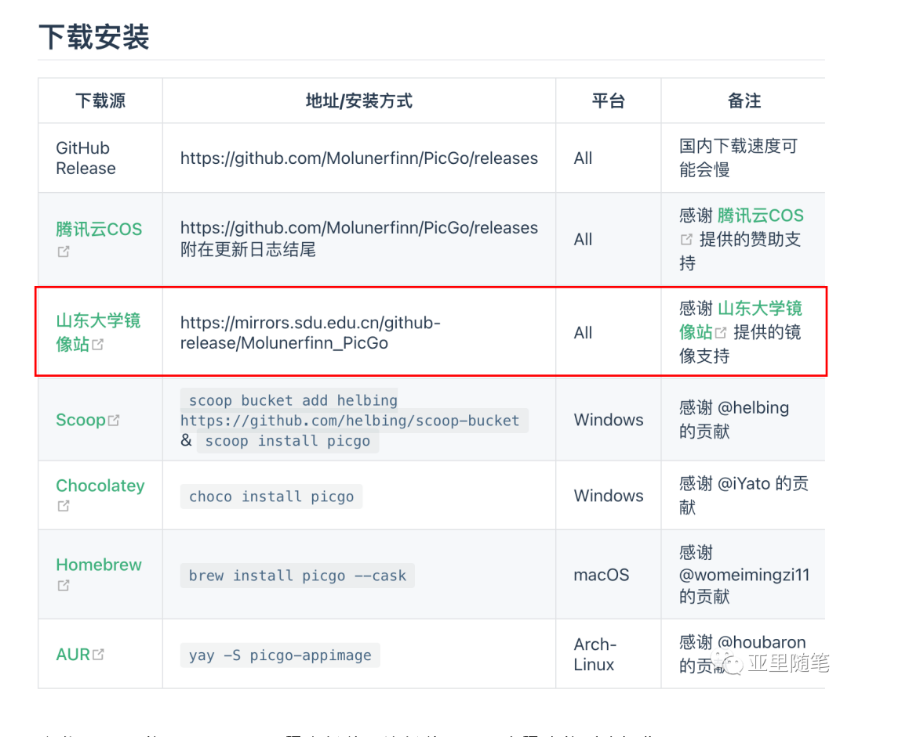 下载安装
下载源 地址/安装方式 平台 备注
GitHub
Release
https://github.com/Molunerfinn/PicGo/releases
All
国内下载速度可
能会慢
腾讯云COS
https://github.com/Molunerfinn/PicGo/releases
附在更新日志结尾
All
感谢 腾讯云COS
提供的赞助支
持
山东大学镜
像站
https://mirrors.sdu.edu.cn/github-
release/Molunerfinn_PicGo
All
感谢 山东大学镜
像站 提供的镜
像支持
Scoop
scoop bucket add helbing
https://github.com/helbing/scoop-bucket
& scoop install picgo
Windows
感谢 @helbing
的贡献
Chocolatey
choco install picgo
Windows
感谢 @iYato 的贡
献
Homebrew
brew install picgo --cask
macOS
感谢
@womeimingzi11
的贡献
AUR
yay -S picgo-appimage
Arch-
Linux
感谢 @houbaron
的贡献
亚里随笔